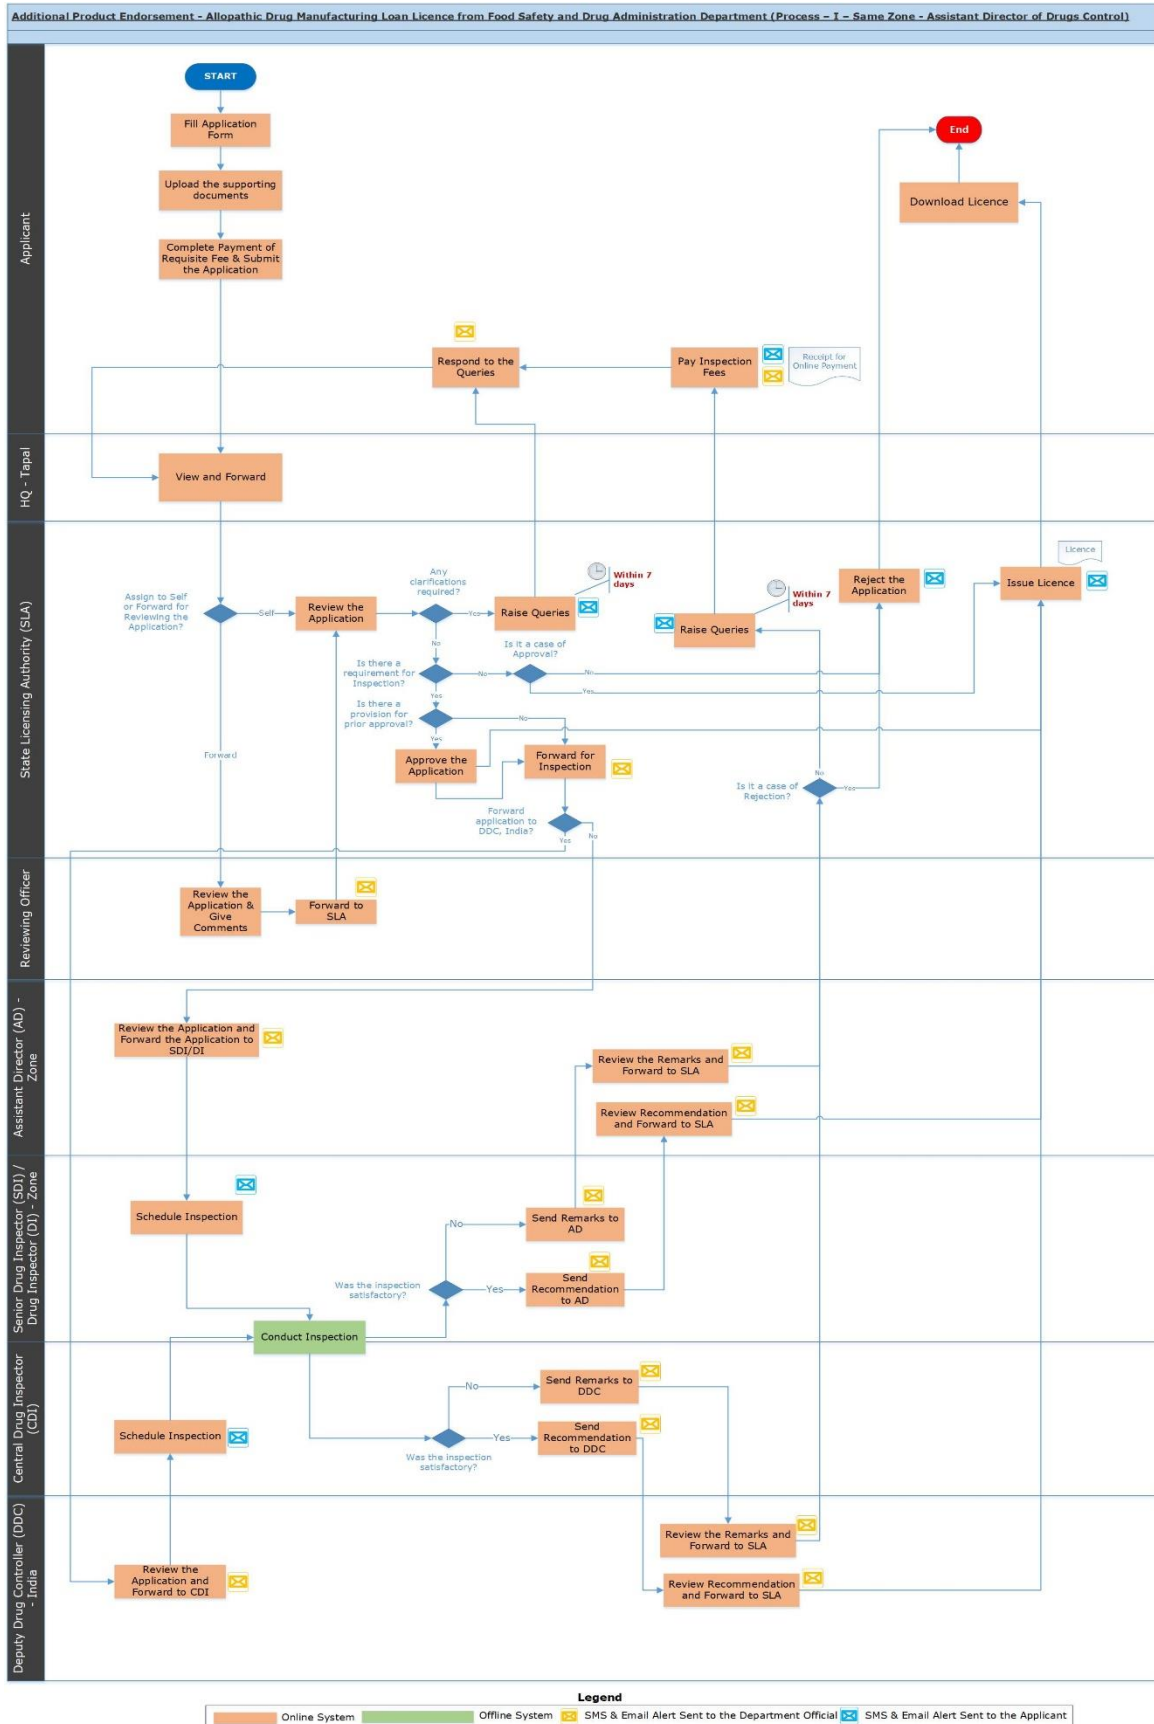 Additional Product Endorsement - Allopathic Drug Manufacturing Loan Licence from Food Safety and Drug Administration Department (Process – I – Same Zone - Assistant Director of Drugs Control)
Applicant
START
Fill Application
Form
Upload the supporting
documents
Complete Payment of
Requisite Fee & Submit
the Application
End
Download Licence
Respond to the
Queries
Pay Inspection
Fees
Receipt for
Online Payment
HQ - Tapal
View and Forward
State Licensing Authority (SLA)
Assign to Self
or Forward for
Reviewing the
Application?
Self
Forward
Review the
Application
Any
clarifications
required?
Yes
No
Raise Queries
Within 7
days
Raise Queries
Within 7
days
Reject the
Application
Licence
Issue Licence
Is there a
requirement for
Inspection?
No
Yes
Is it a case of
Approval?
No
Yes
Is there a
provision for
prior approval?
No
Yes
Approve the
Application
Forward for
Inspection
Forward
application to
DDC, India?
Yes
No
Is it a case of
Rejection?
No
Yes
Reviewing Officer
Review the
Application &
Give
Comments
Forward to
SLA
Assistant Director (AD) -
Zone
Review the Application and
Forward the Application to
SDI/DI
Review the Remarks and
Forward to SLA
Review Recommendation
and Forward to SLA
Senior Drug Inspector (SDI) /
Drug Inspector (DI) - Zone
Schedule Inspection
Was the inspection
satisfactory?
No
Yes
Send Remarks to
AD
Send
Recommendation
to AD
Conduct Inspection
Central Drug Inspector
(CDI)
Schedule Inspection
Was the inspection
satisfactory?
No
Yes
Send Remarks to
DDC
Send
Recommendation
to DDC
Deputy Drug Controller (DDC)
- India
Review the
Application and
Forward to CDI
Review the Remarks and
Forward to SLA
Review Recommendation
and Forward to SLA
Legend
Online System
Offline System
SMS & Email Alert Sent to the Department Official
SMS & Email Alert Sent to the Applicant